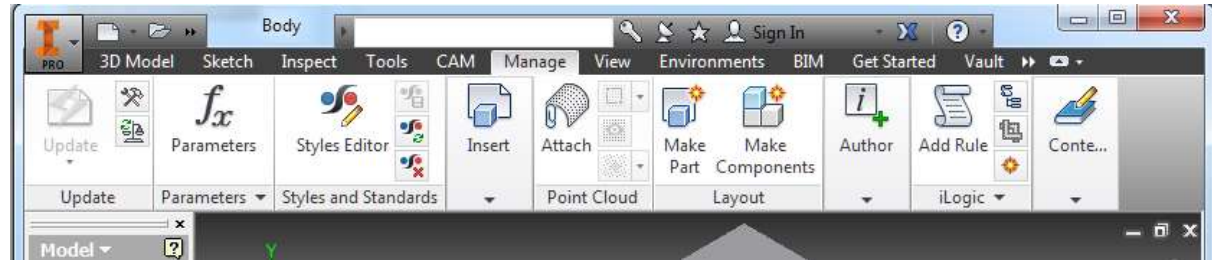 Body
Sign In
PRO 3D Model Sketch Inspect Tools CAM Manage View Environments BIM Get Started Vault
Update Parameters Styles Editor Insert Attach Make Part Make Components Author Add Rule Conte...
Update Parameters Styles and Standards Point Cloud Layout iLogic
Model
Y